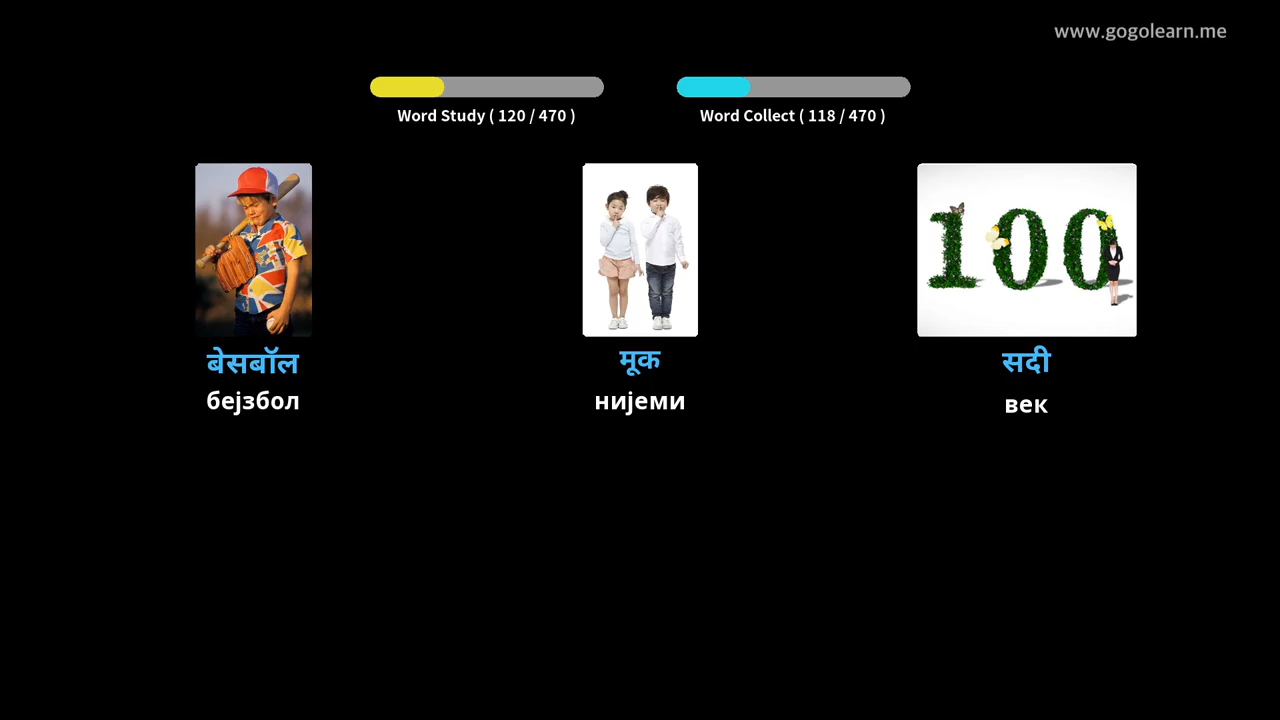 www.gogolearn.me
Word Study ( 120 / 470 )
Word Collect ( 118 / 470 )
बेसबॉल
бејзбол
मूक
нијеми
सदी
век